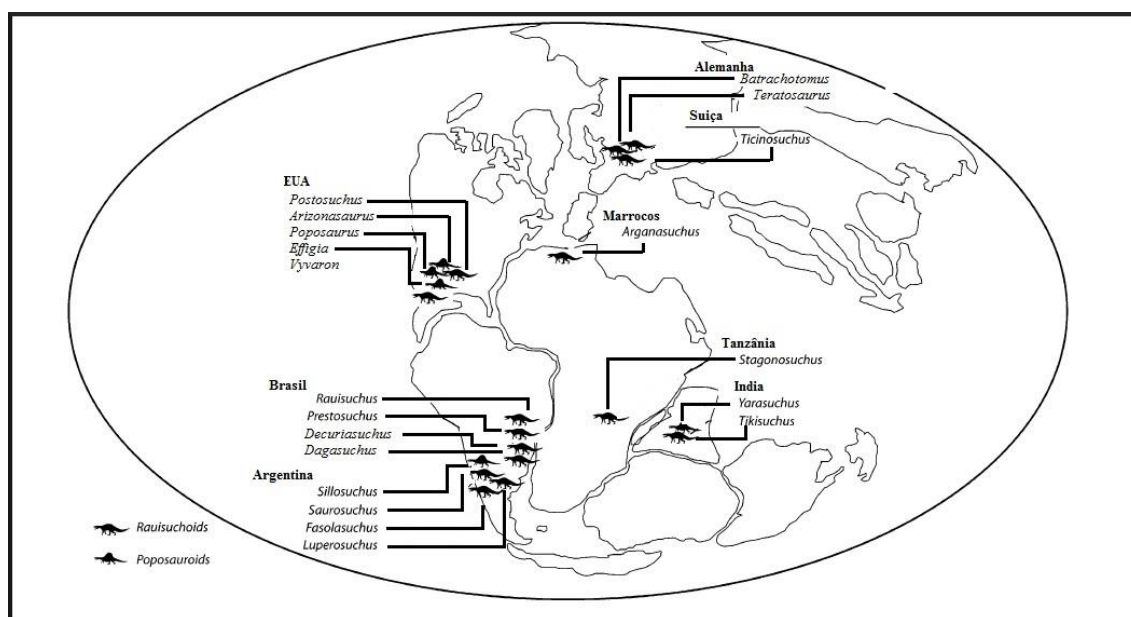 Alemanha
Batrachotomus
Teratosaurus
Suiça
Ticinosuchus
EUA
Postosuchus
Arizonasaurus
Poposaurus
Effigia
Vyvaron
Marrocos
Arganasuchus
Tanzânia
Stagonosuchus
India
Yarasuchus
Tikisuchus
Brasil
Rauisuchus
Prestosuchus
Decuriasuchus
Dagasuchus
Argentina
Sillosuchus
Saurosuchus
Fasolasuchus
Luperosuchus
Rauisuchoids
Poposauroids